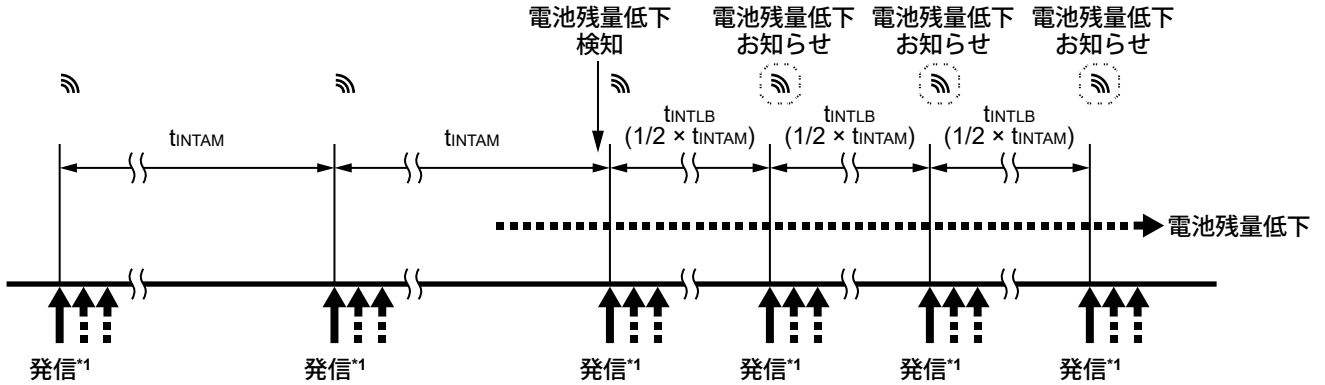 電池残量低下
検知
電池残量低下
お知らせ
電池残量低下
お知らせ
電池残量低下
お知らせ
tINTAM
tINTAM
tINTLB
(1/2 × tINTAM)
tINTLB
(1/2 × tINTAM)
tINTLB
(1/2 × tINTAM)
電池残量低下
発信*1
発信*1
発信*1
発信*1
発信*1
発信*1